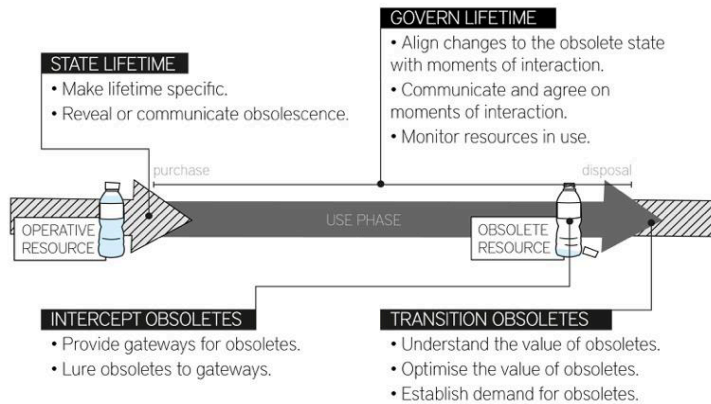 GOVERN LIFETIME
• Align changes to the obsolete state
with moments of interaction.
• Communicate and agree on
moments of interaction.
• Monitor resources in use.
STATE LIFETIME
• Make lifetime specific.
• Reveal or communicate obsolescence.
purchase
disposal
OPERATIVE
RESOURCE
USE PHASE
OBSOLETE
RESOURCE
INTERCEPT OBSOLETES
• Provide gateways for obsoletes.
• Lure obsoletes to gateways.
TRANSITION OBSOLETES
• Understand the value of obsoletes.
• Optimise the value of obsoletes.
• Establish demand for obsoletes.